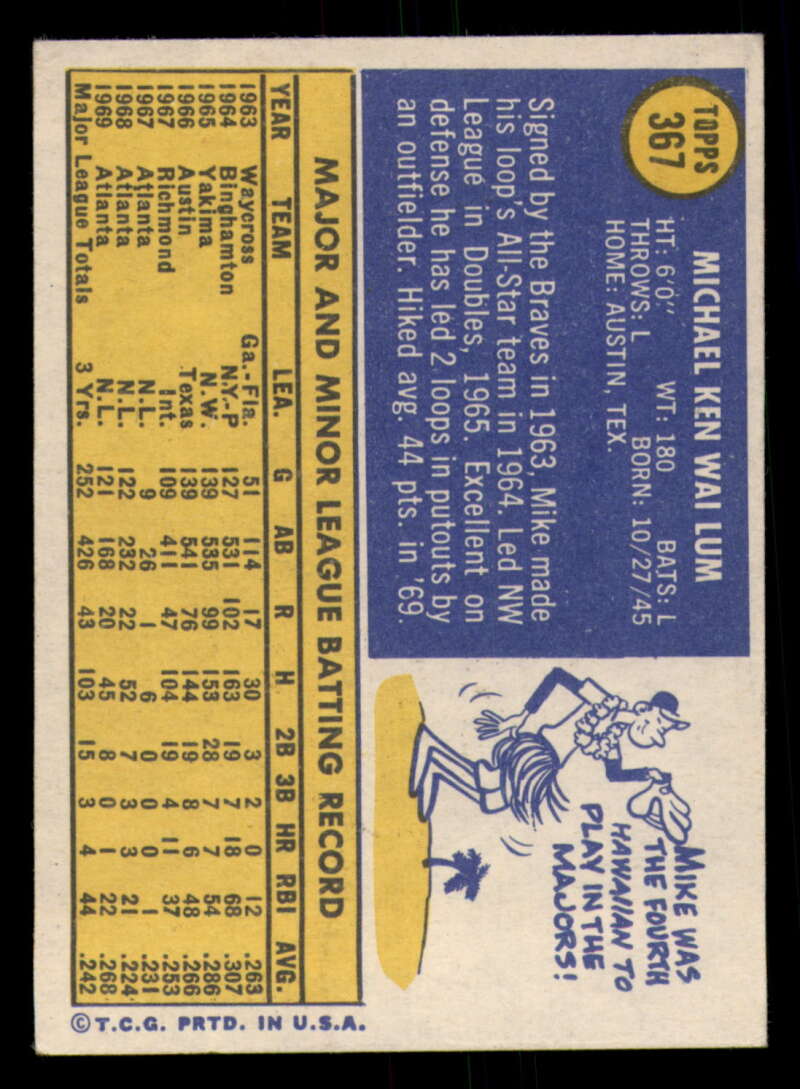 TOPPS
367
MICHAEL KEN WAI LUM
HT: 6'0" WT: 180 BATS: L
THROWS: L BORN: 10/27/45
HOME: AUSTIN, TEX.
Signed by the Braves in 1963, Mike made
his loop's All-Star team in 1964. Led NW
League in Doubles, 1965. Excellent on
defense he has led 2 loops in putouts by
an outfielder. Hiked avg. 44 pts. in '69.
MIKE WAS
THE FOURTH
HAWAIIAN TO
PLAY IN THE
MAJORS!
MAJOR AND MINOR LEAGUE BATTING RECORD
YEAR TEAM LEA. G AB R H 2B 3B HR RBI AVG.
1963 Waycross Ga.-Fla. 51 114 17 30 3 2 0 12 .263
1964 Binghamton N.Y.-P 127 531 102 163 19 7 18 68 .307
1965 Yakima N.W. 139 535 99 153 28 7 7 54 .286
1966 Austin Texas 139 541 76 144 19 8 6 48 .266
1967 Richmond Int. 109 411 47 104 19 4 11 37 .253
1967 Atlanta N.L. 9 26 1 6 0 0 0 1 .231
1968 Atlanta N.L. 122 232 22 52 7 3 3 21 .224
1969 Atlanta N.L. 121 168 20 45 8 0 1 22 .268
Major League Totals 3 Yrs. 252 426 43 103 15 3 4 44 .242
© T.C.G. PRTD. IN U.S.A.